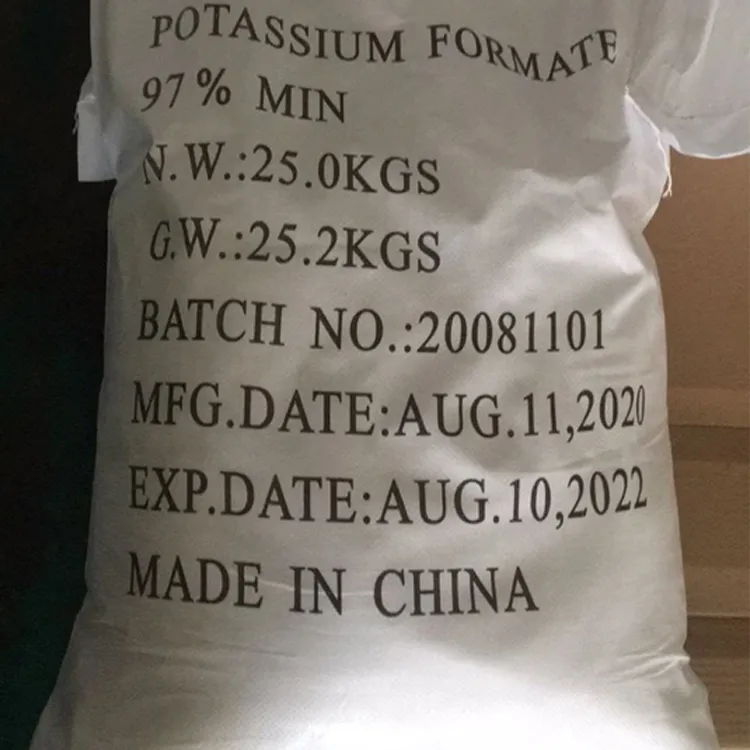 POTASSIUM FORMATE
97% MIN
N.W.:25.0KGS
G.W.:25.2KGS
BATCH NO.:20081101
MFG.DATE:AUG.11,2020
EXP.DATE:AUG.10,2022
MADE IN CHINA